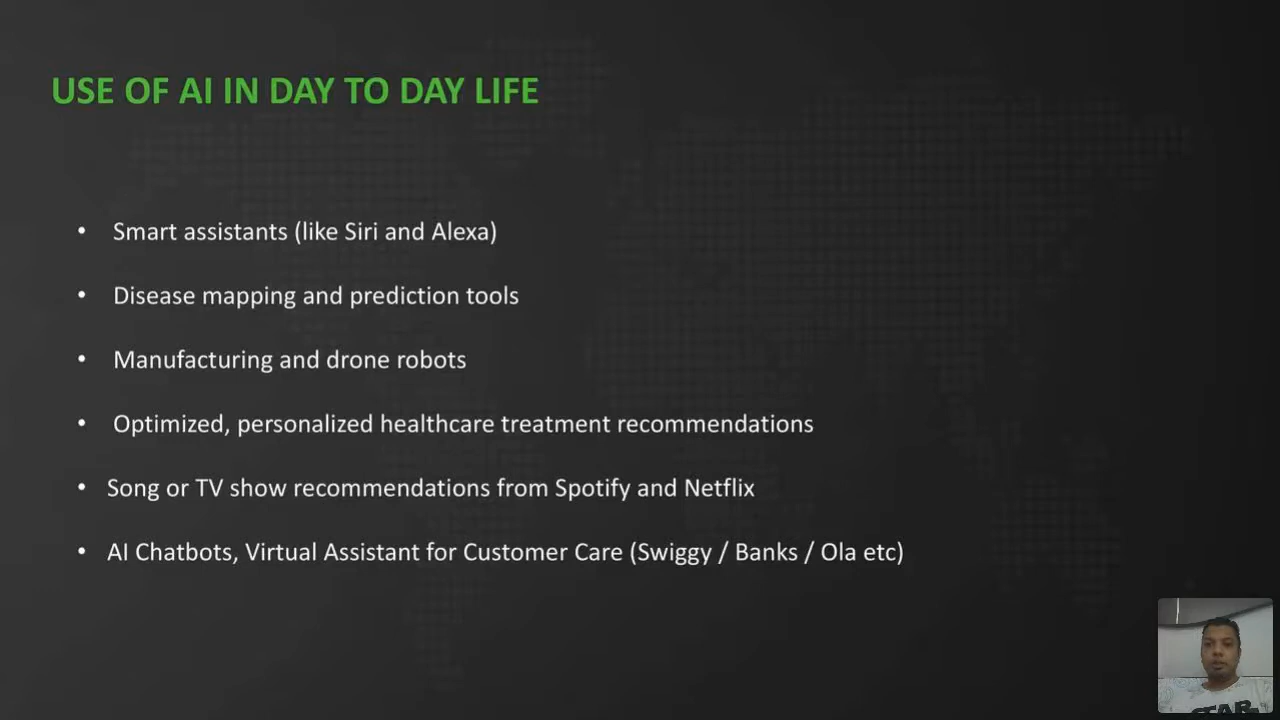 USE OF AI IN DAY TO DAY LIFE
• Smart assistants (like Siri and Alexa)
• Disease mapping and prediction tools
• Manufacturing and drone robots
• Optimized, personalized healthcare treatment recommendations
• Song or TV show recommendations from Spotify and Netflix
• AI Chatbots, Virtual Assistant for Customer Care (Swiggy / Banks / Ola etc)
STAR